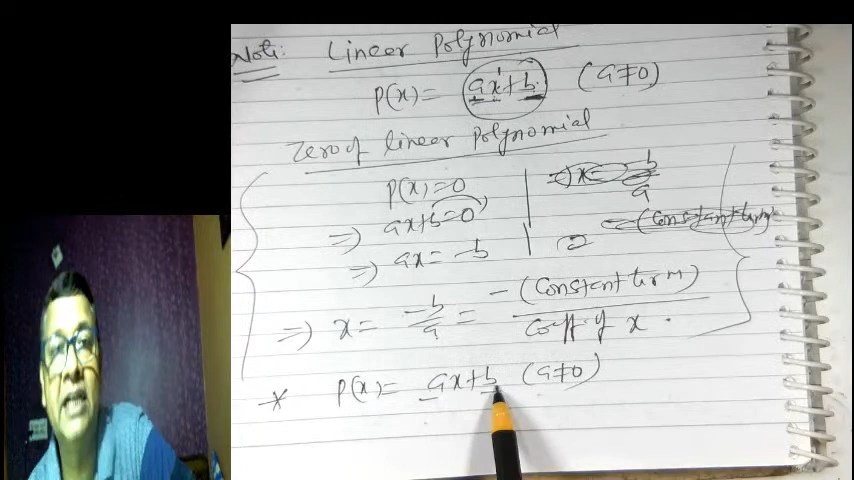 Note: Linear Polynomial
P(x) = ax¹+b (a≠0)
Zero of linear Polynomial
P(x)=0
⇒ ax+b=0
⇒ ax = -b
⇒ x = -b/a
-(Constant term)
⇒ x = -b/a = -(Constant term)/Coeff. of x.
* P(x) = ax+b (a≠0)